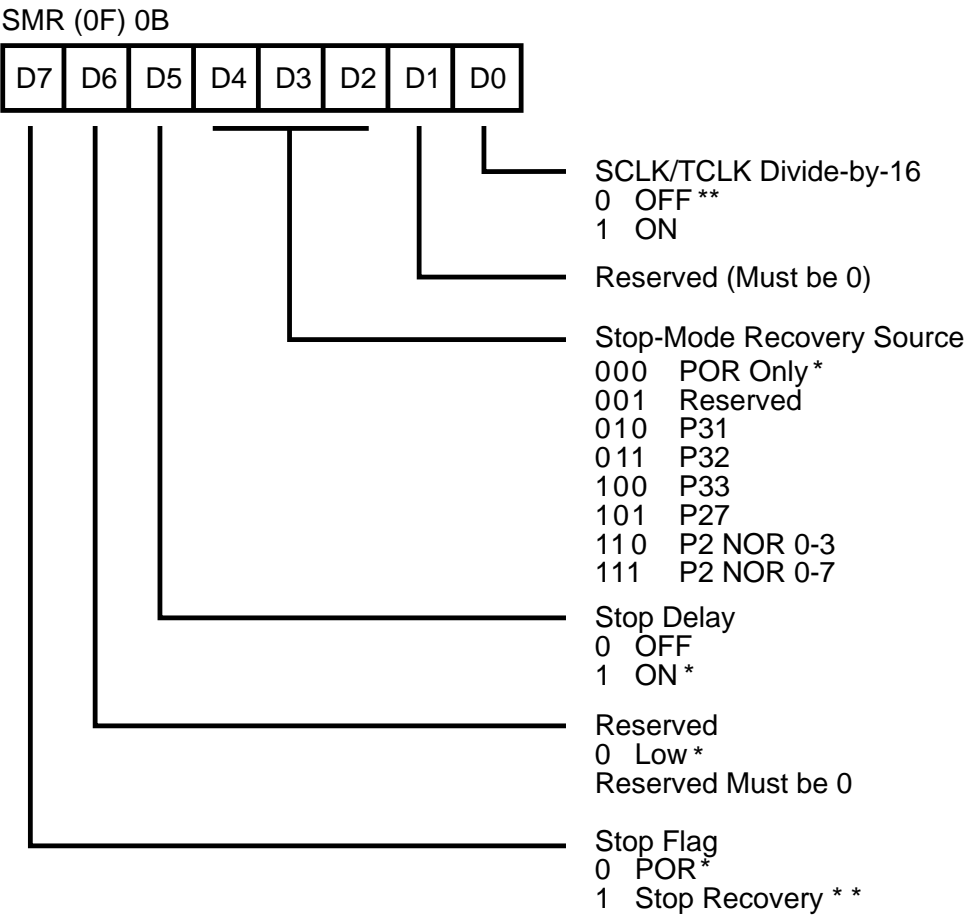 SMR (0F) 0B
D7 D6 D5 D4 D3 D2 D1 D0
SCLK/TCLK Divide-by-16
0 OFF **
1 ON
Reserved (Must be 0)
Stop-Mode Recovery Source
000 POR Only *
001 Reserved
010 P31
011 P32
100 P33
101 P27
110 P2 NOR 0-3
111 P2 NOR 0-7
Stop Delay
0 OFF
1 ON *
Reserved
0 Low *
Reserved Must be 0
Stop Flag
0 POR *
1 Stop Recovery * *